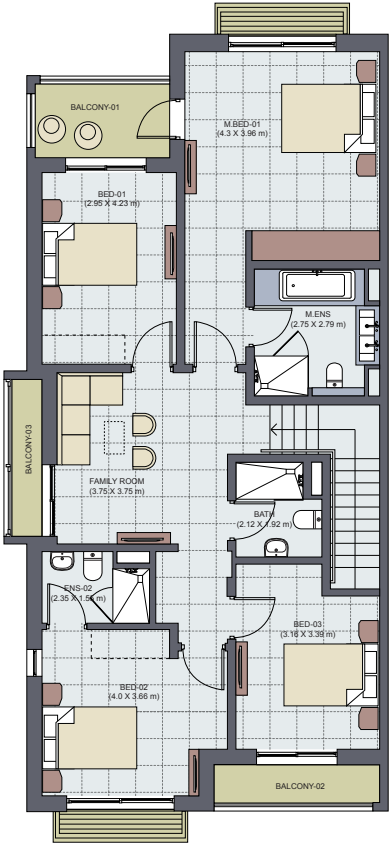 BALCONY-01
M.BED-01
(4.3 X 3.96 m)
BED-01
(2.95 X 4.23 m)
M.ENS
(2.75 X 2.79 m)
BALCONY-03
FAMILY ROOM
(3.75 X 3.75 m)
BATH
(2.12 X 1.92 m)
ENS-02
(2.35 X 1.55 m)
BED-03
(3.16 X 3.39 m)
BED-02
(4.0 X 3.66 m)
BALCONY-02